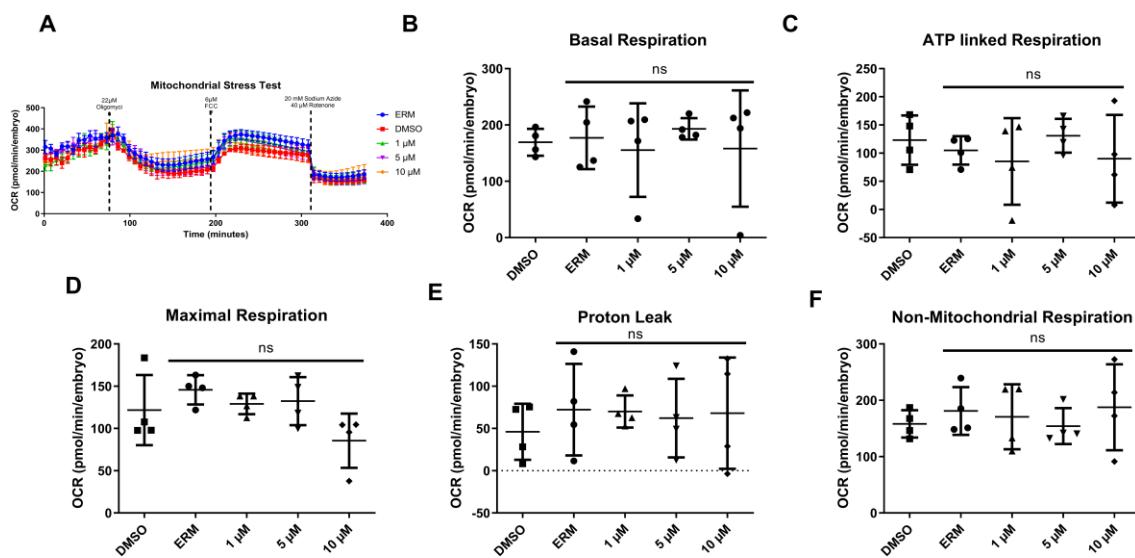 A
Mitochondrial Stress Test
22µM
Oligomyci
6µM
FCC
20 mM Sodium Azide
40 µM Rotenone
OCR (pmol/min/embryo)
500
400
300
200
100
0
0
100
200
300
400
Time (minutes)
ERM
DMSO
1 µM
5 µM
10 µM
B
Basal Respiration
ns
OCR (pmol/min/embryo)
300
200
100
0
DMSO
ERM
1 µM
5 µM
10 µM
C
ATP linked Respiration
ns
OCR (pmol/min/embryo)
250
200
150
100
50
0
-50
DMSO
ERM
1 µM
5 µM
10 µM
D
Maximal Respiration
ns
OCR (pmol/min/embryo)
200
150
100
50
0
DMSO
ERM
1 µM
5 µM
10 µM
E
Proton Leak
ns
OCR (pmol/min/embryo)
150
100
50
0
-50
DMSO
ERM
1 µM
5 µM
10 µM
F
Non-Mitochondrial Respiration
ns
OCR (pmol/min/embryo)
300
200
100
0
DMSO
ERM
1 µM
5 µM
10 µM